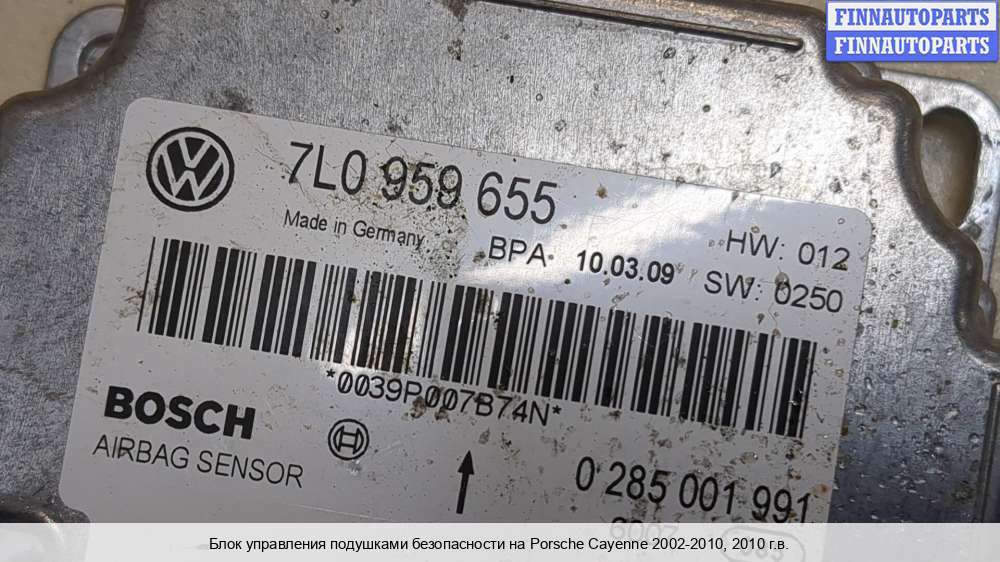 FINNAUTOPARTS
FINNAUTOPARTS
7L0 959 655
Made in Germany
BPA 10.03.09
HW: 012
SW: 0250
*0039P007B74N*
BOSCH
AIRBAG SENSOR
0 285 001 991
Блок управления подушками безопасности на Porsche Cayenne 2002-2010, 2010 г.в.